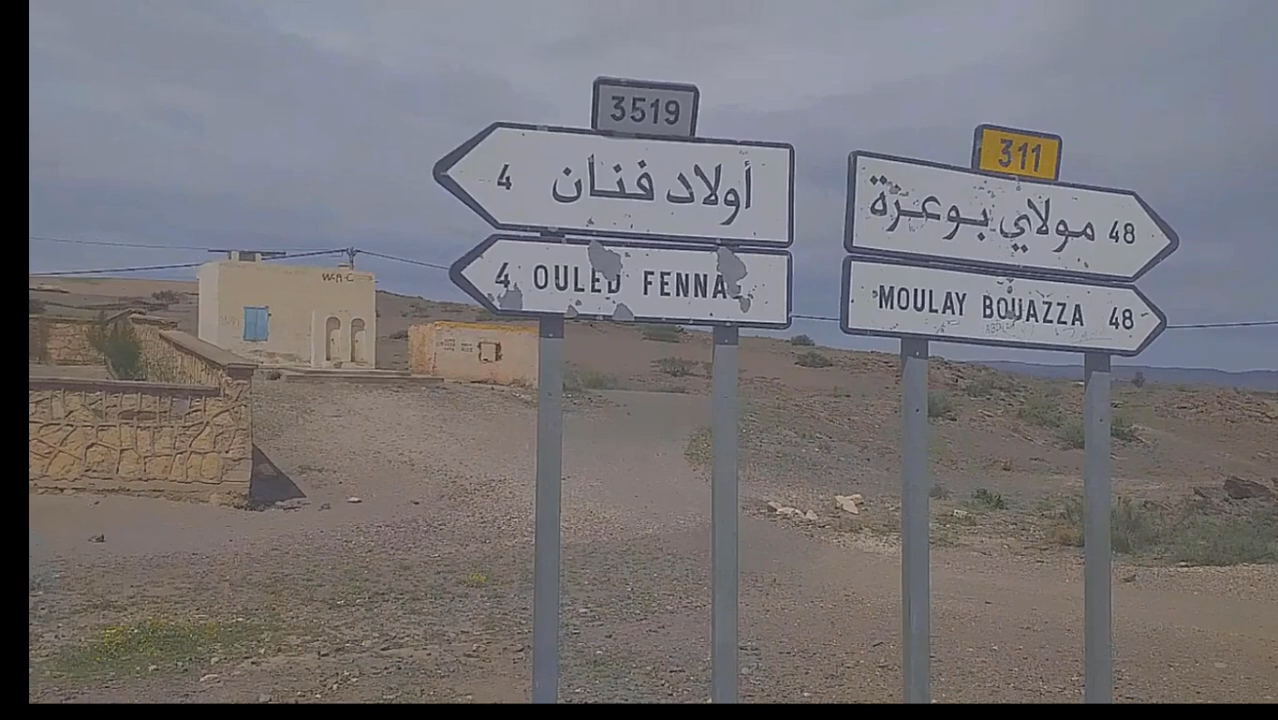 3519
أولاد فنان 4
4 OULED FENNA
311
مولاي بوعزة 48
MOULAY BOUAZZA 48
W.A.C